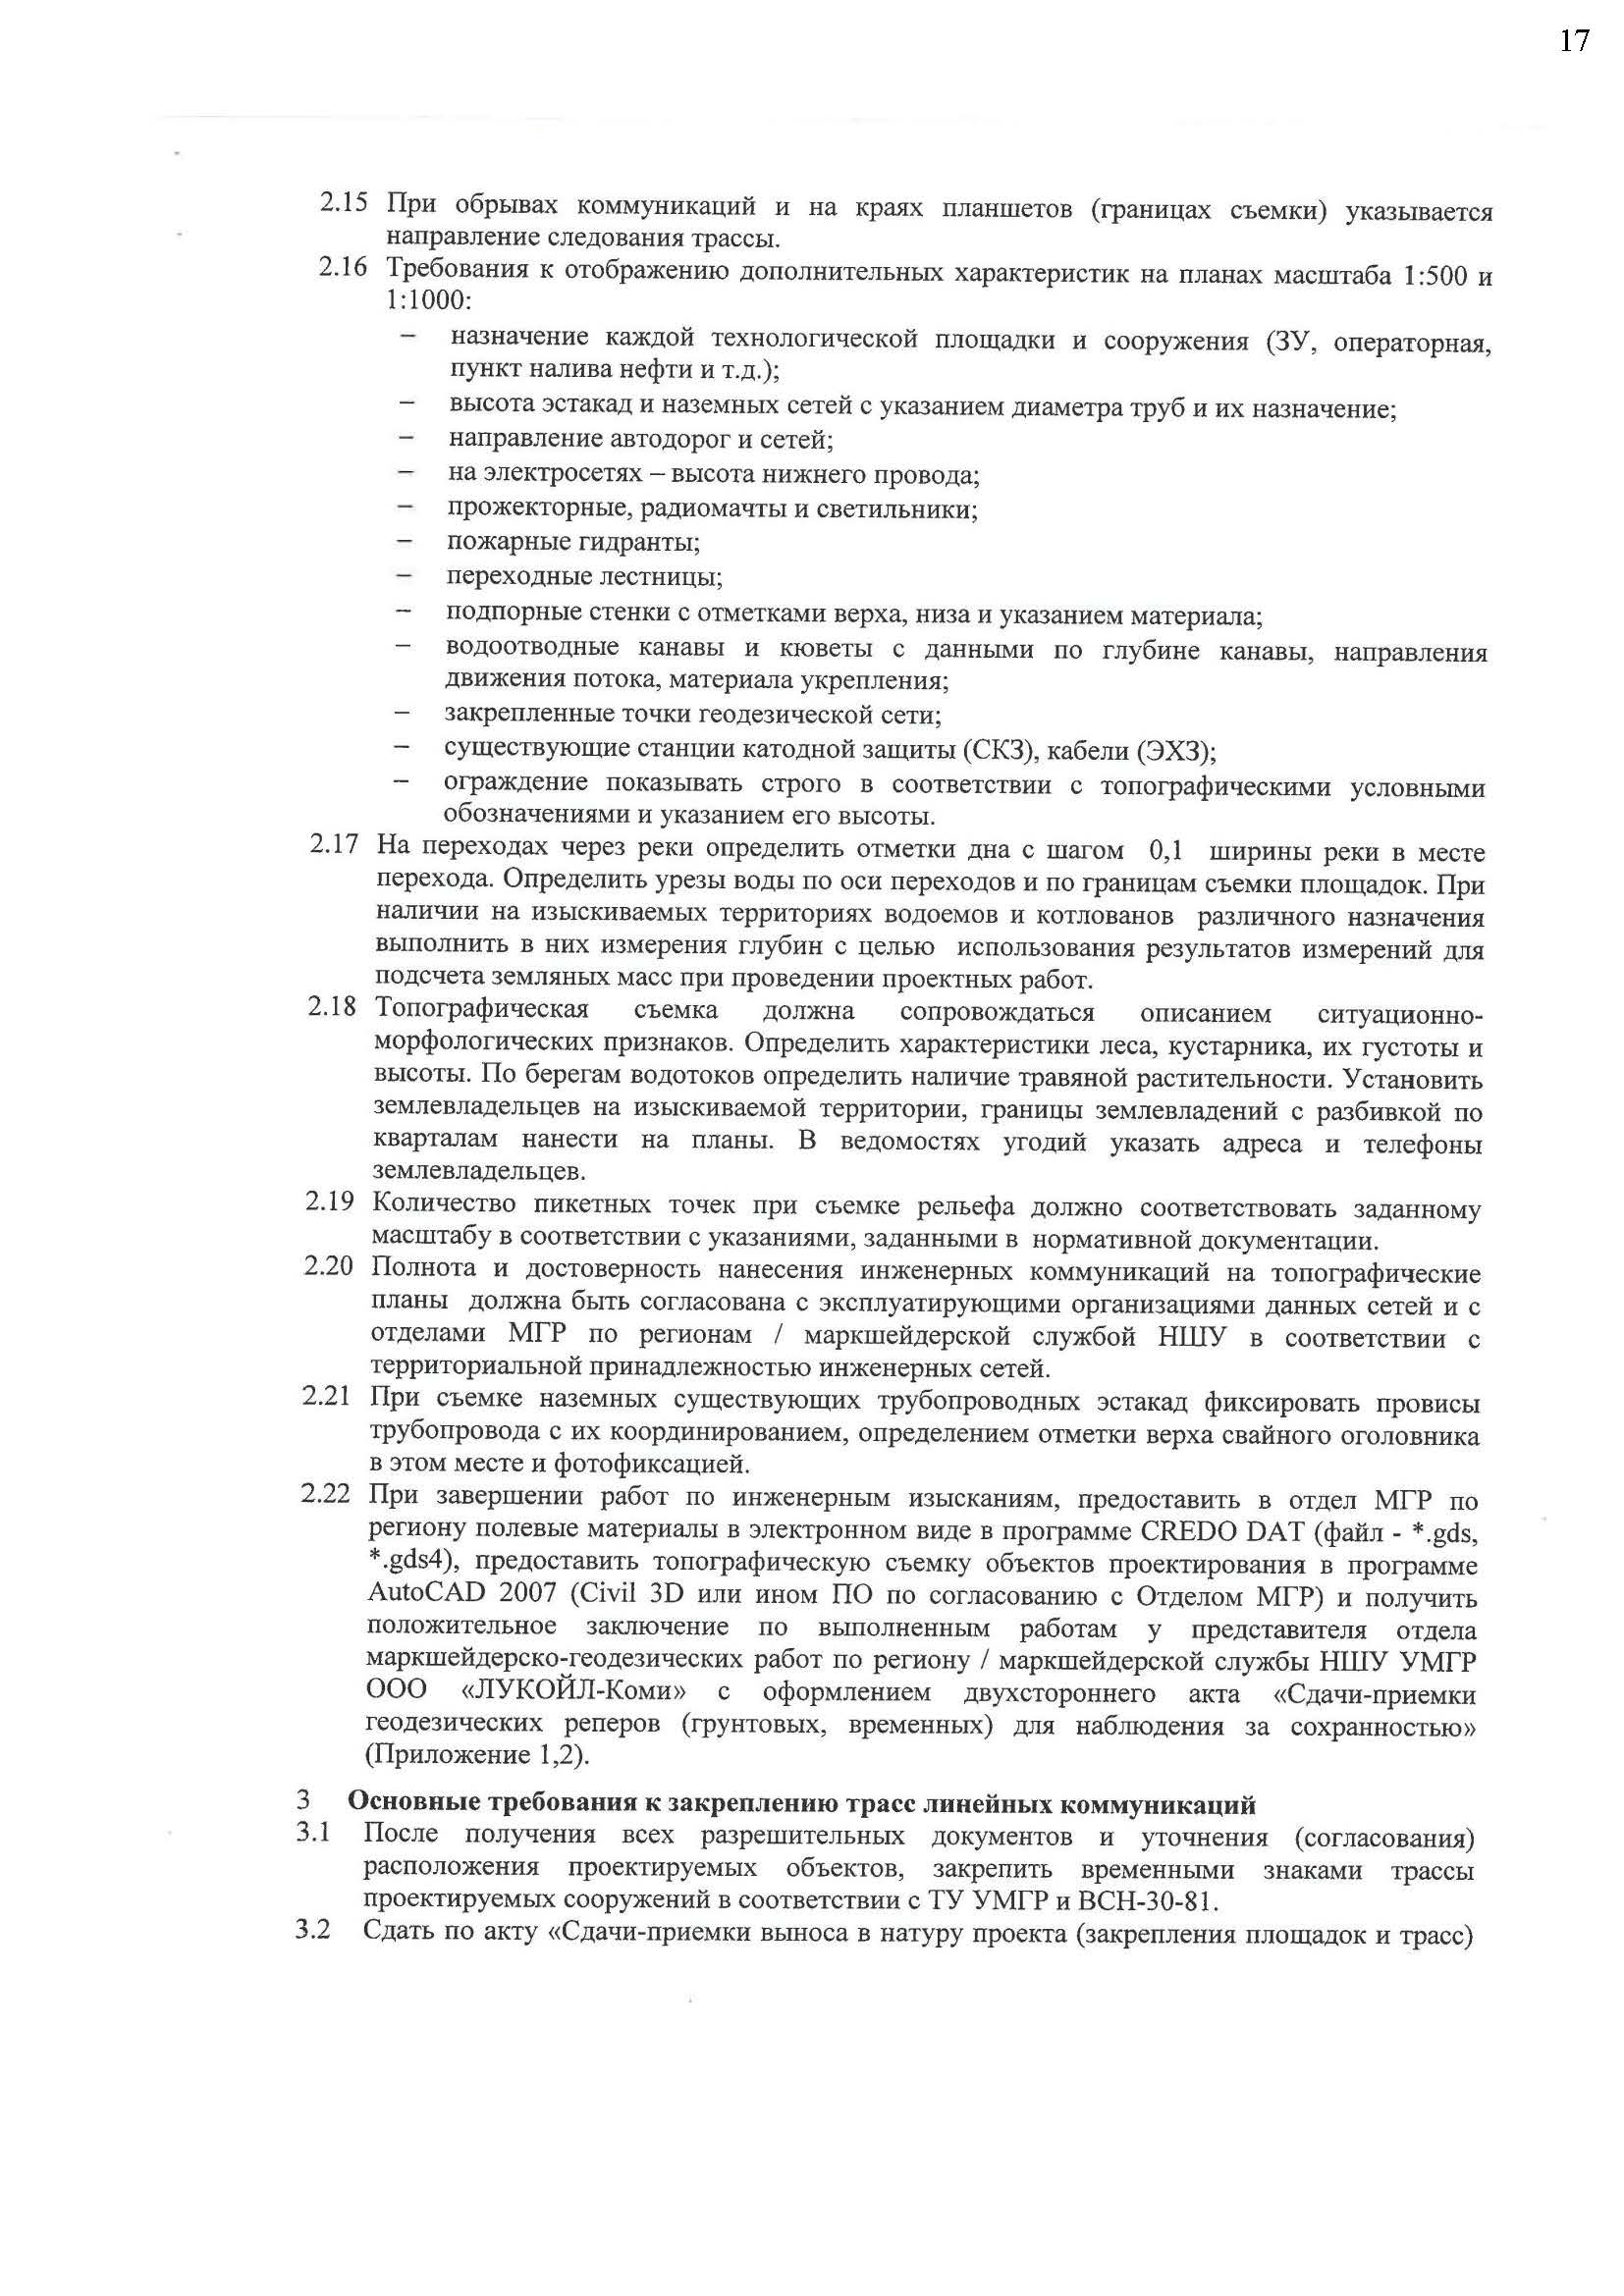 17
2.15 При обрывах коммуникаций и на краях планшетов (границах съемки) указывается
направление следования трассы.
2.16 Требования к отображению дополнительных характеристик на планах масштаба 1:500 и
1:1000:
– назначение каждой технологической площадки и сооружения (ЗУ, операторная,
пункт налива нефти и т.д.);
– высота эстакад и наземных сетей с указанием диаметра труб и их назначение;
– направление автодорог и сетей;
– на электросетях – высота нижнего провода;
– прожекторные, радиомачты и светильники;
– пожарные гидранты;
– переходные лестницы;
– подпорные стенки с отметками верха, низа и указанием материала;
– водоотводные канавы и кюветы с данными по глубине канавы, направления
движения потока, материала укрепления;
– закрепленные точки геодезической сети;
– существующие станции катодной защиты (СКЗ), кабели (ЭХЗ);
– ограждение показывать строго в соответствии с топографическими условными
обозначениями и указанием его высоты.
2.17 На переходах через реки определить отметки дна с шагом 0,1 ширины реки в месте
перехода. Определить урезы воды по оси переходов и по границам съемки площадок. При
наличии на изыскиваемых территориях водоемов и котлованов различного назначения
выполнить в них измерения глубин с целью использования результатов измерений для
подсчета земляных масс при проведении проектных работ.
2.18 Топографическая съемка должна сопровождаться описанием ситуационно-
морфологических признаков. Определить характеристики леса, кустарника, их густоты и
высоты. По берегам водотоков определить наличие травяной растительности. Установить
землевладельцев на изыскиваемой территории, границы землевладений с разбивкой по
кварталам нанести на планы. В ведомостях угодий указать адреса и телефоны
землевладельцев.
2.19 Количество пикетных точек при съемке рельефа должно соответствовать заданному
масштабу в соответствии с указаниями, заданными в нормативной документации.
2.20 Полнота и достоверность нанесения инженерных коммуникаций на топографические
планы должна быть согласована с эксплуатирующими организациями данных сетей и с
отделами МГР по регионам / маркшейдерской службой НШУ в соответствии с
территориальной принадлежностью инженерных сетей.
2.21 При съемке наземных существующих трубопроводных эстакад фиксировать провисы
трубопровода с их координированием, определением отметки верха свайного оголовника
в этом месте и фотофиксацией.
2.22 При завершении работ по инженерным изысканиям, предоставить в отдел МГР по
региону полевые материалы в электронном виде в программе CREDO DAT (файл - *.gds,
*.gds4), предоставить топографическую съемку объектов проектирования в программе
AutoCAD 2007 (Civil 3D или ином ПО по согласованию с Отделом МГР) и получить
положительное заключение по выполненным работам у представителя отдела
маркшейдерско-геодезических работ по региону / маркшейдерской службы НШУ УМГР
ООО «ЛУКОЙЛ-Коми» с оформлением двухстороннего акта «Сдачи-приемки
геодезических реперов (грунтовых, временных) для наблюдения за сохранностью»
(Приложение 1,2).
3 Основные требования к закреплению трасс линейных коммуникаций
3.1 После получения всех разрешительных документов и уточнения (согласования)
расположения проектируемых объектов, закрепить временными знаками трассы
проектируемых сооружений в соответствии с ТУ УМГР и ВСН-30-81.
3.2 Сдать по акту «Сдачи-приемки выноса в натуру проекта (закрепления площадок и трасс)